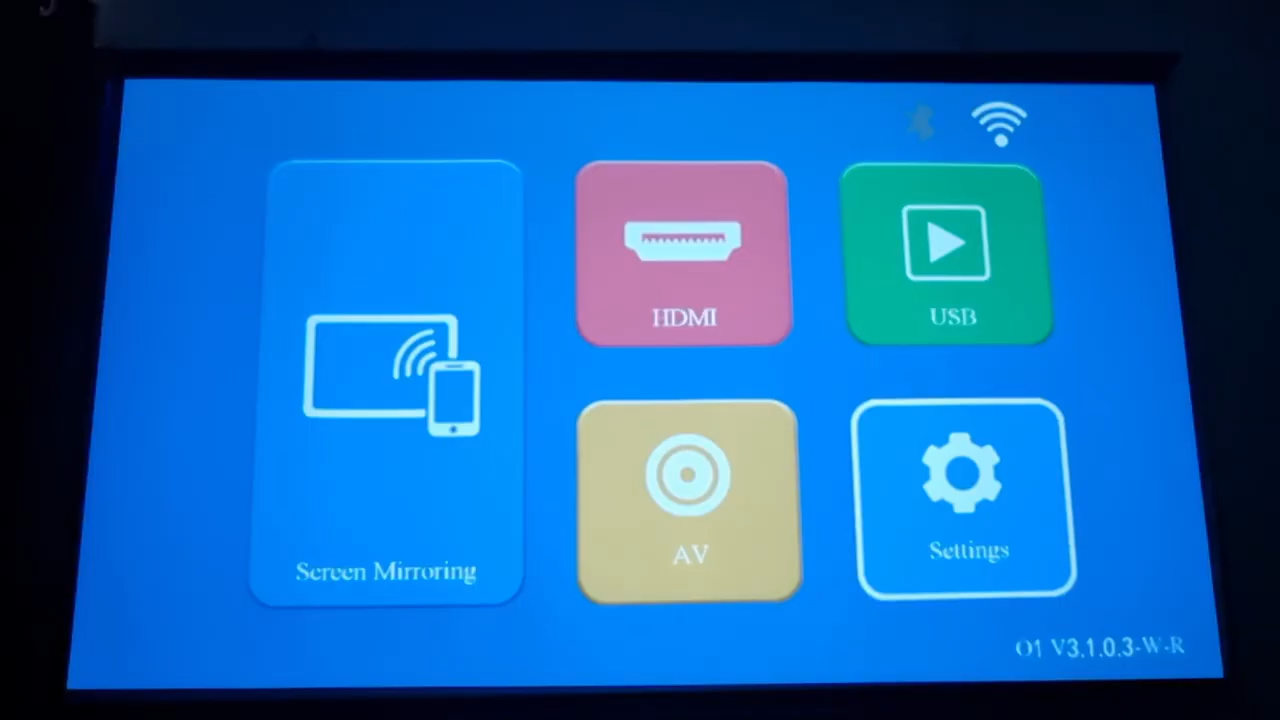 HDMI
USB
Screen Mirroring
AV
Settings
O1 V3.1.0.3-W-R